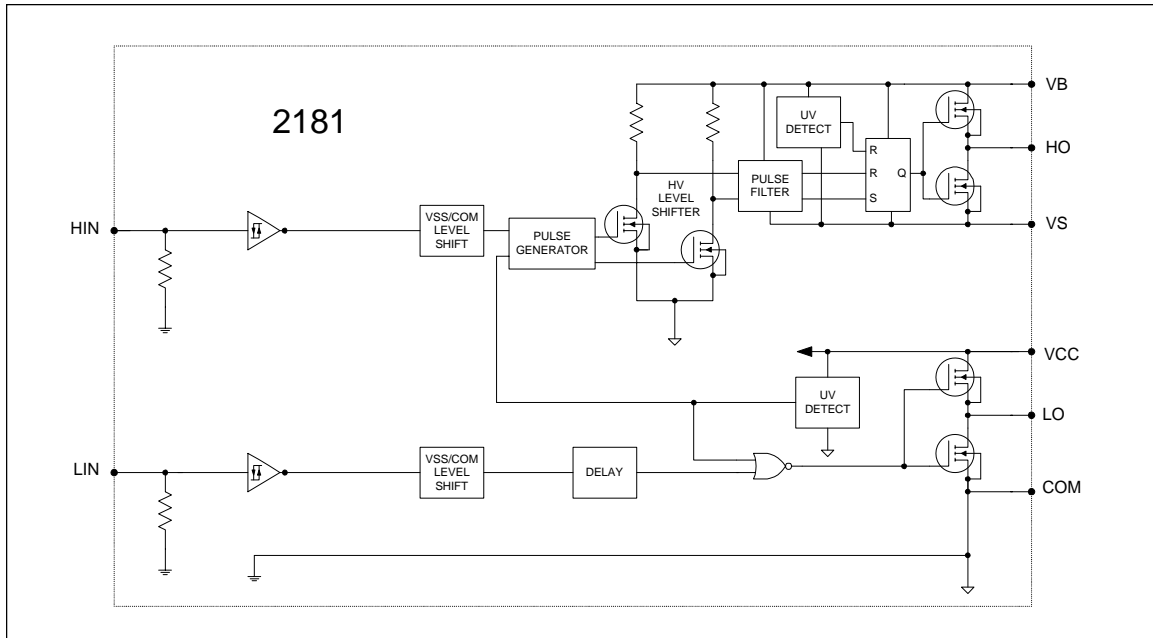 2181
VB
UV
DETECT
HO
R
R
Q
S
PULSE
FILTER
HV
LEVEL
SHIFTER
HIN
VSS/COM
LEVEL
SHIFT
PULSE
GENERATOR
VS
VCC
UV
DETECT
LO
LIN
VSS/COM
LEVEL
SHIFT
DELAY
COM